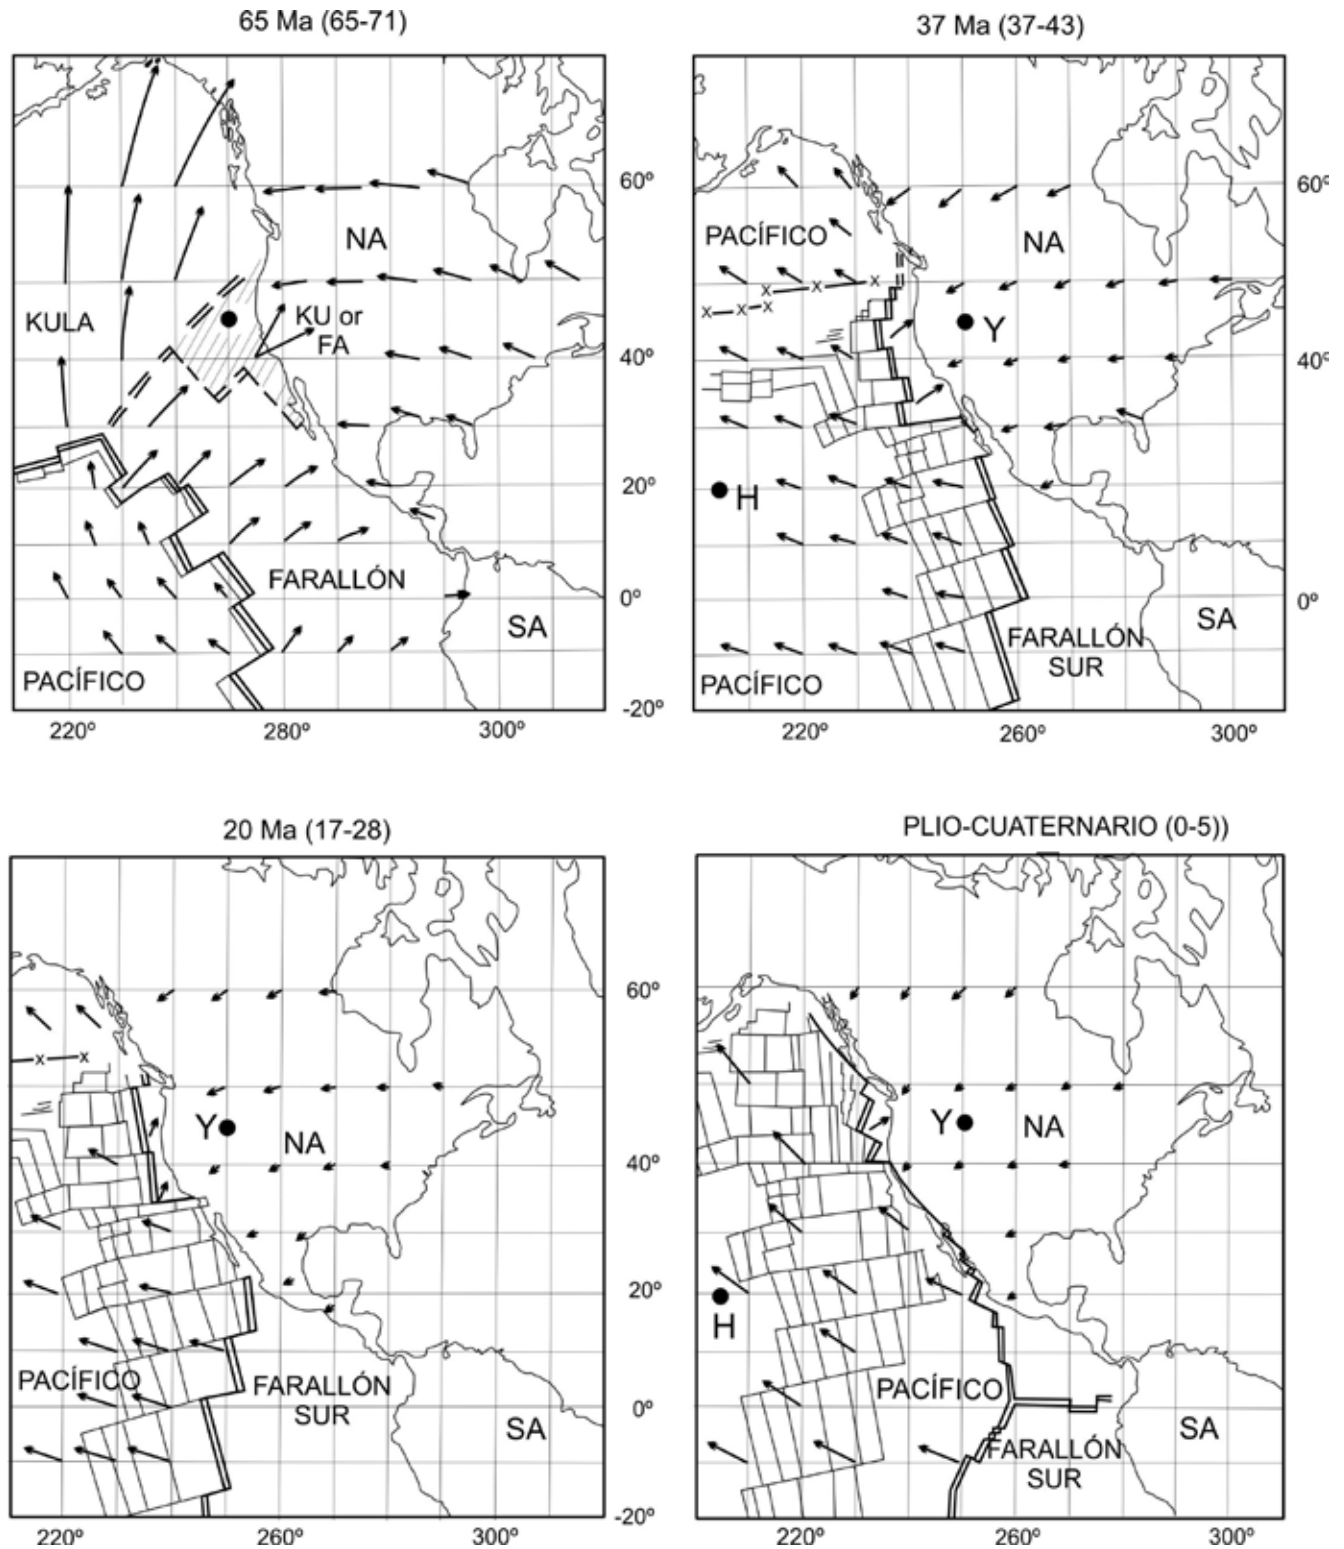 65 Ma (65-71)
60º
NA
KULA
KU or
FA
40º
20º
FARALLÓN
0º
SA
PACÍFICO
-20º
220º 280º 300º
37 Ma (37-43)
60º
PACÍFICO
NA
x x x
x x x
Y
40º
H
0º
SA
FARALLÓN
SUR
PACÍFICO
220º 260º 300º
20 Ma (17-28)
60º
x x
Y
NA
40º
20º
PACÍFICO
FARALLÓN
SUR
0º
SA
-20º
220º 260º 300º
PLIO-CUATERNARIO (0-5))
Y
NA
H
PACÍFICO
SA
FARALLÓN
SUR
220º 260º 300º